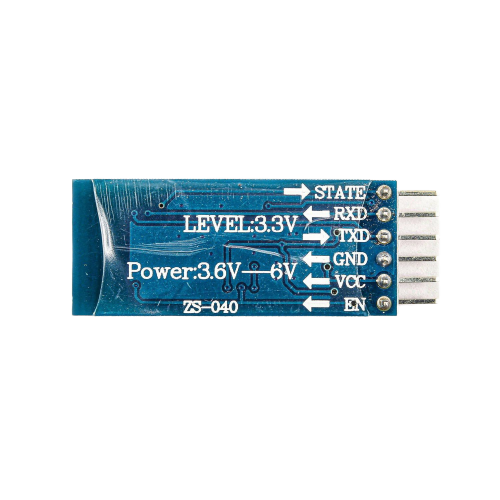 STATE
RXD
LEVEL:3.3V
TXD
GND
Power:3.6V—6V
VCC
ZS-040
EN